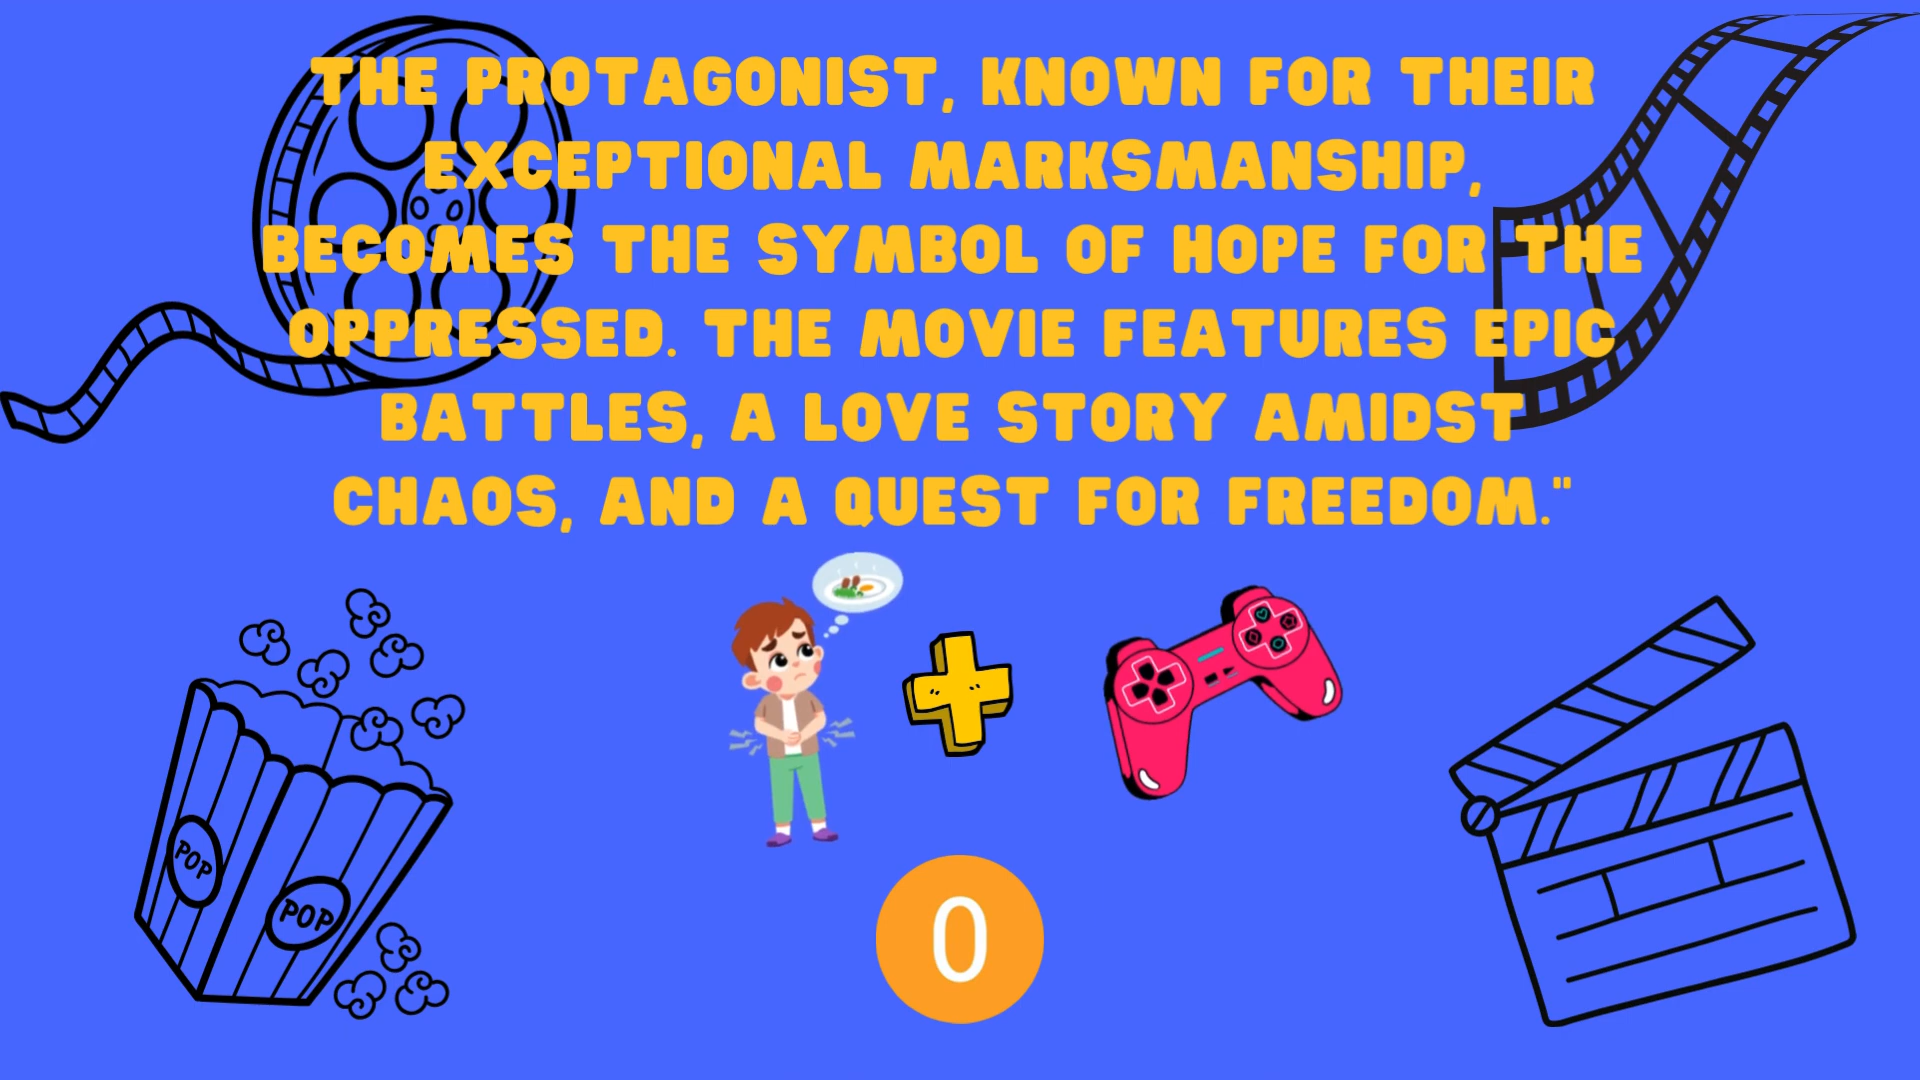 THE PROTAGONIST, KNOWN FOR THEIR
EXCEPTIONAL MARKSMANSHIP,
BECOMES THE SYMBOL OF HOPE FOR THE
OPPRESSED. THE MOVIE FEATURES EPIC
BATTLES, A LOVE STORY AMIDST
CHAOS, AND A QUEST FOR FREEDOM."
POP
POP
0